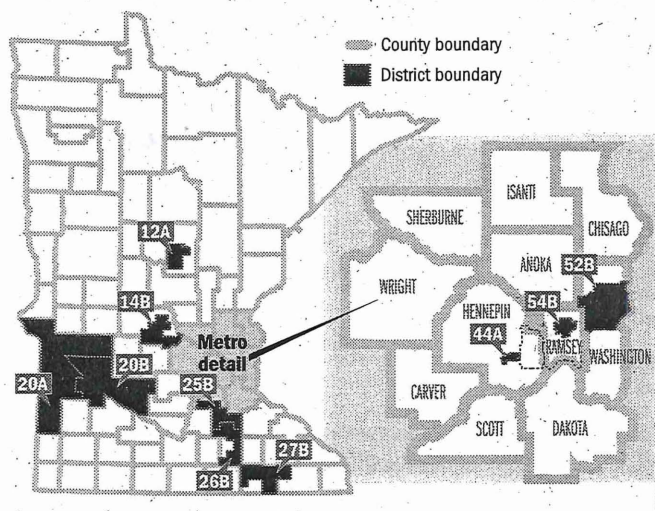 County boundary
District boundary
12A
14B
Metro
detail
20A
20B
25B
26B
27B
ISANTI
SHERBURNE
CHISAGO
WRIGHT
ANOKA
52B
HENNEPIN
54B
44A
RAMSEY
WASHINGTON
CARVER
SCOTT
DAKOTA